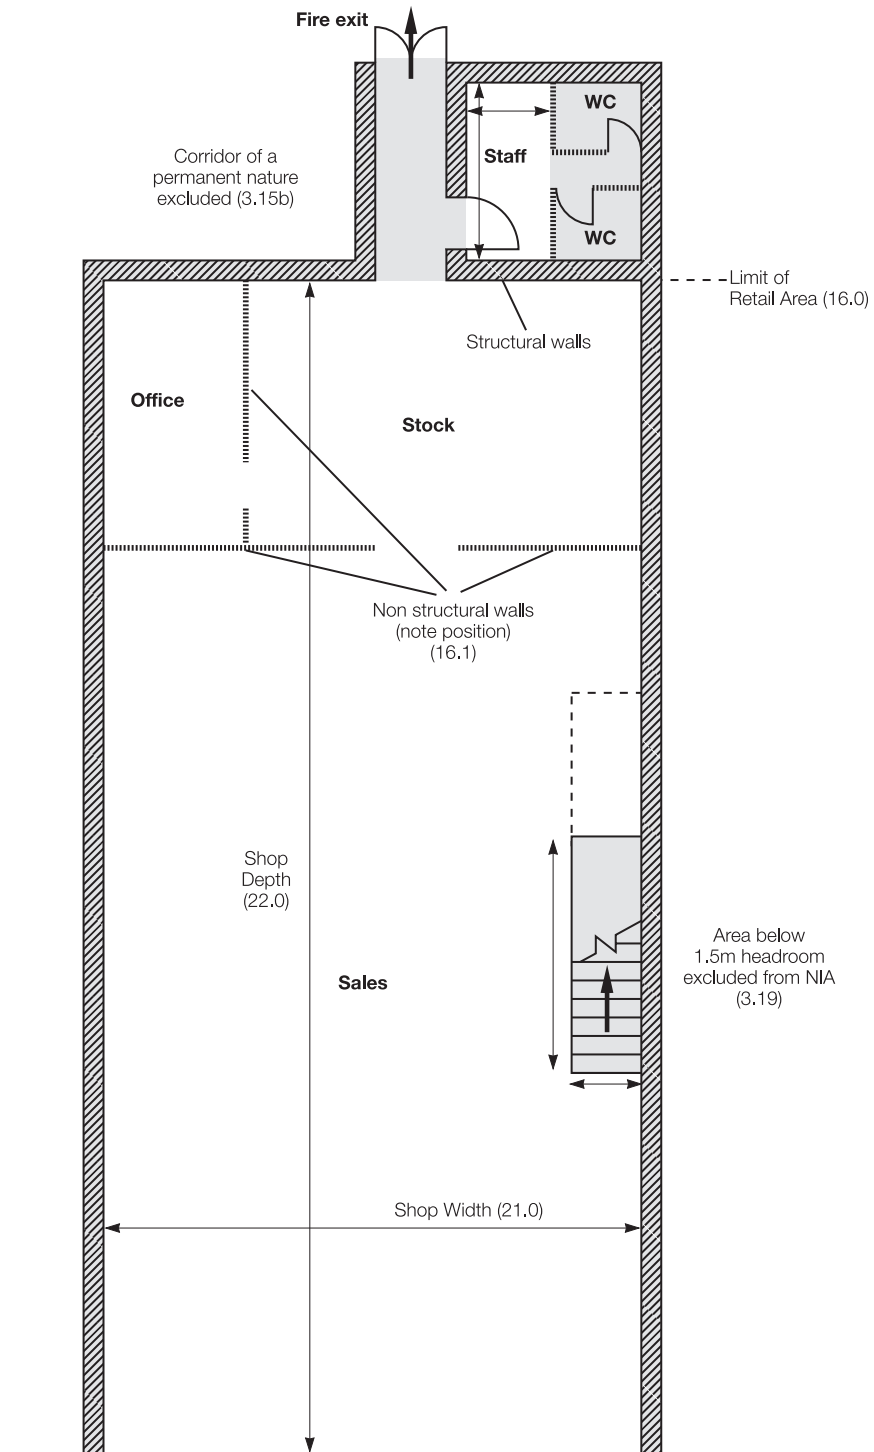 Fire exit
WC
Staff
Corridor of a
permanent nature
excluded (3.15b)
WC
Limit of
Retail Area (16.0)
Structural walls
Office
Stock
Non structural walls
(note position)
(16.1)
Shop
Depth
(22.0)
Area below
1.5m headroom
excluded from NIA
(3.19)
Sales
Shop Width (21.0)